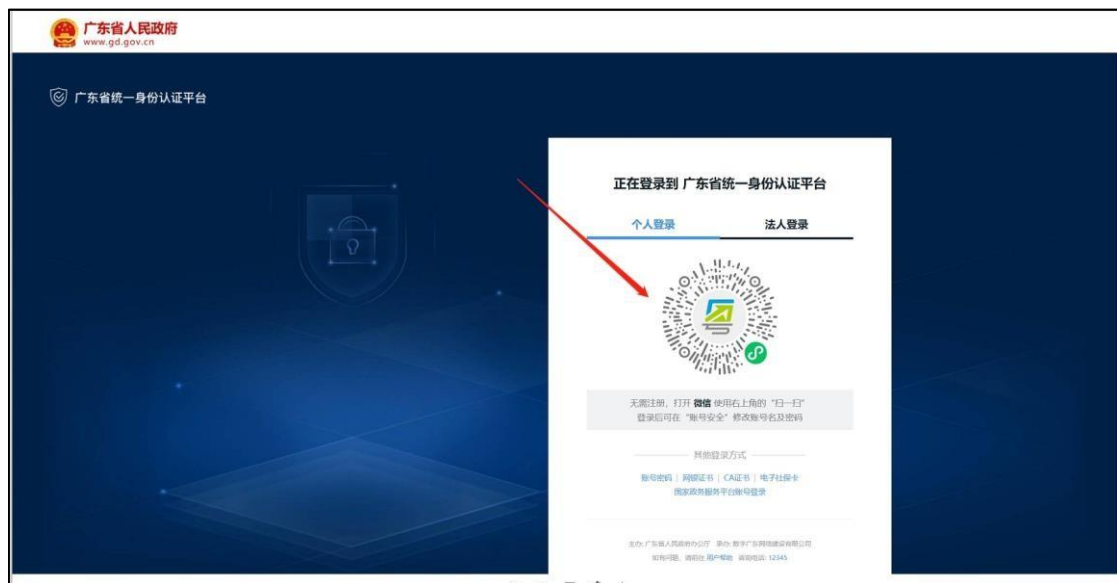 广东省人民政府
www.gd.gov.cn
广东省统一身份认证平台
正在登录到 广东省统一身份认证平台
个人登录 法人登录
无需注册，打开 微信 使用右上角的 “扫一扫”
登录后可在 “账号安全” 修改账号名及密码
其他登录方式
账号密码 | 网银证书 | CA证书 | 电子社保卡
国家政务服务平台账号登录
主办: 广东省人民政府办公厅 承办: 数字广东网络建设有限公司
如有问题，请前往 用户帮助 咨询电话: 12345